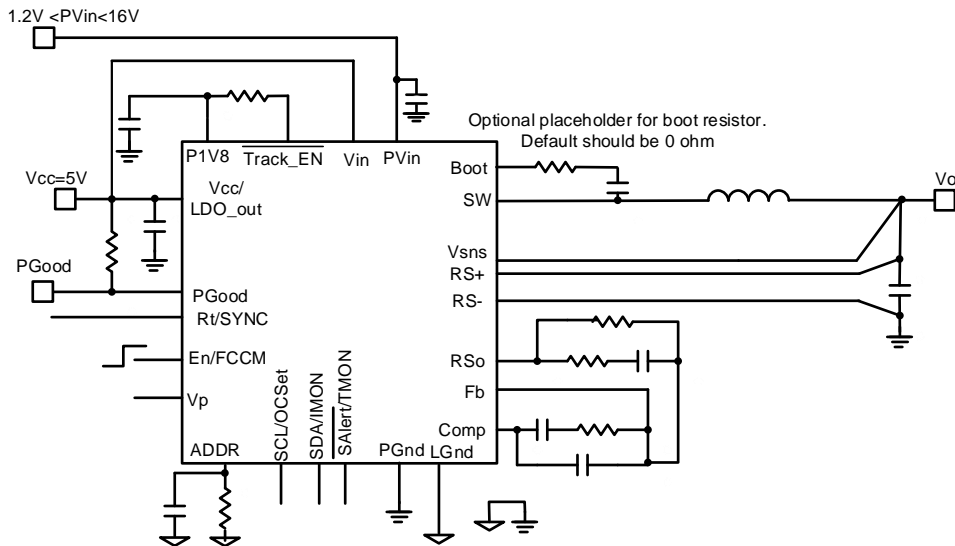 1.2V <PVin<16V
Optional placeholder for boot resistor.
Default should be 0 ohm
P1V8
Track_EN
Vin
PVin
Boot
Vcc=5V
Vcc/
LDO_out
SW
Vo
Vsns
RS+
PGood
PGood
RS-
Rt/SYNC
En/FCCM
RSo
Fb
Vp
Comp
ADDR
SCL/OCSet
SDA/IMON
SAlert/TMON
PGnd
LGnd